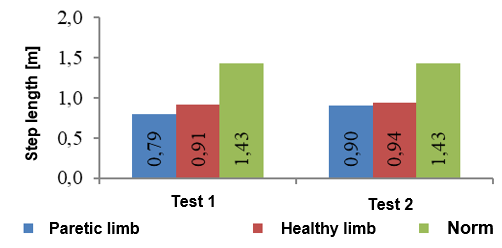 Step length [m]
2,0
1,5
1,0
0,5
0,0
0,79
0,91
1,43
0,90
0,94
1,43
Test 1
Test 2
Paretic limb
Healthy limb
Norm